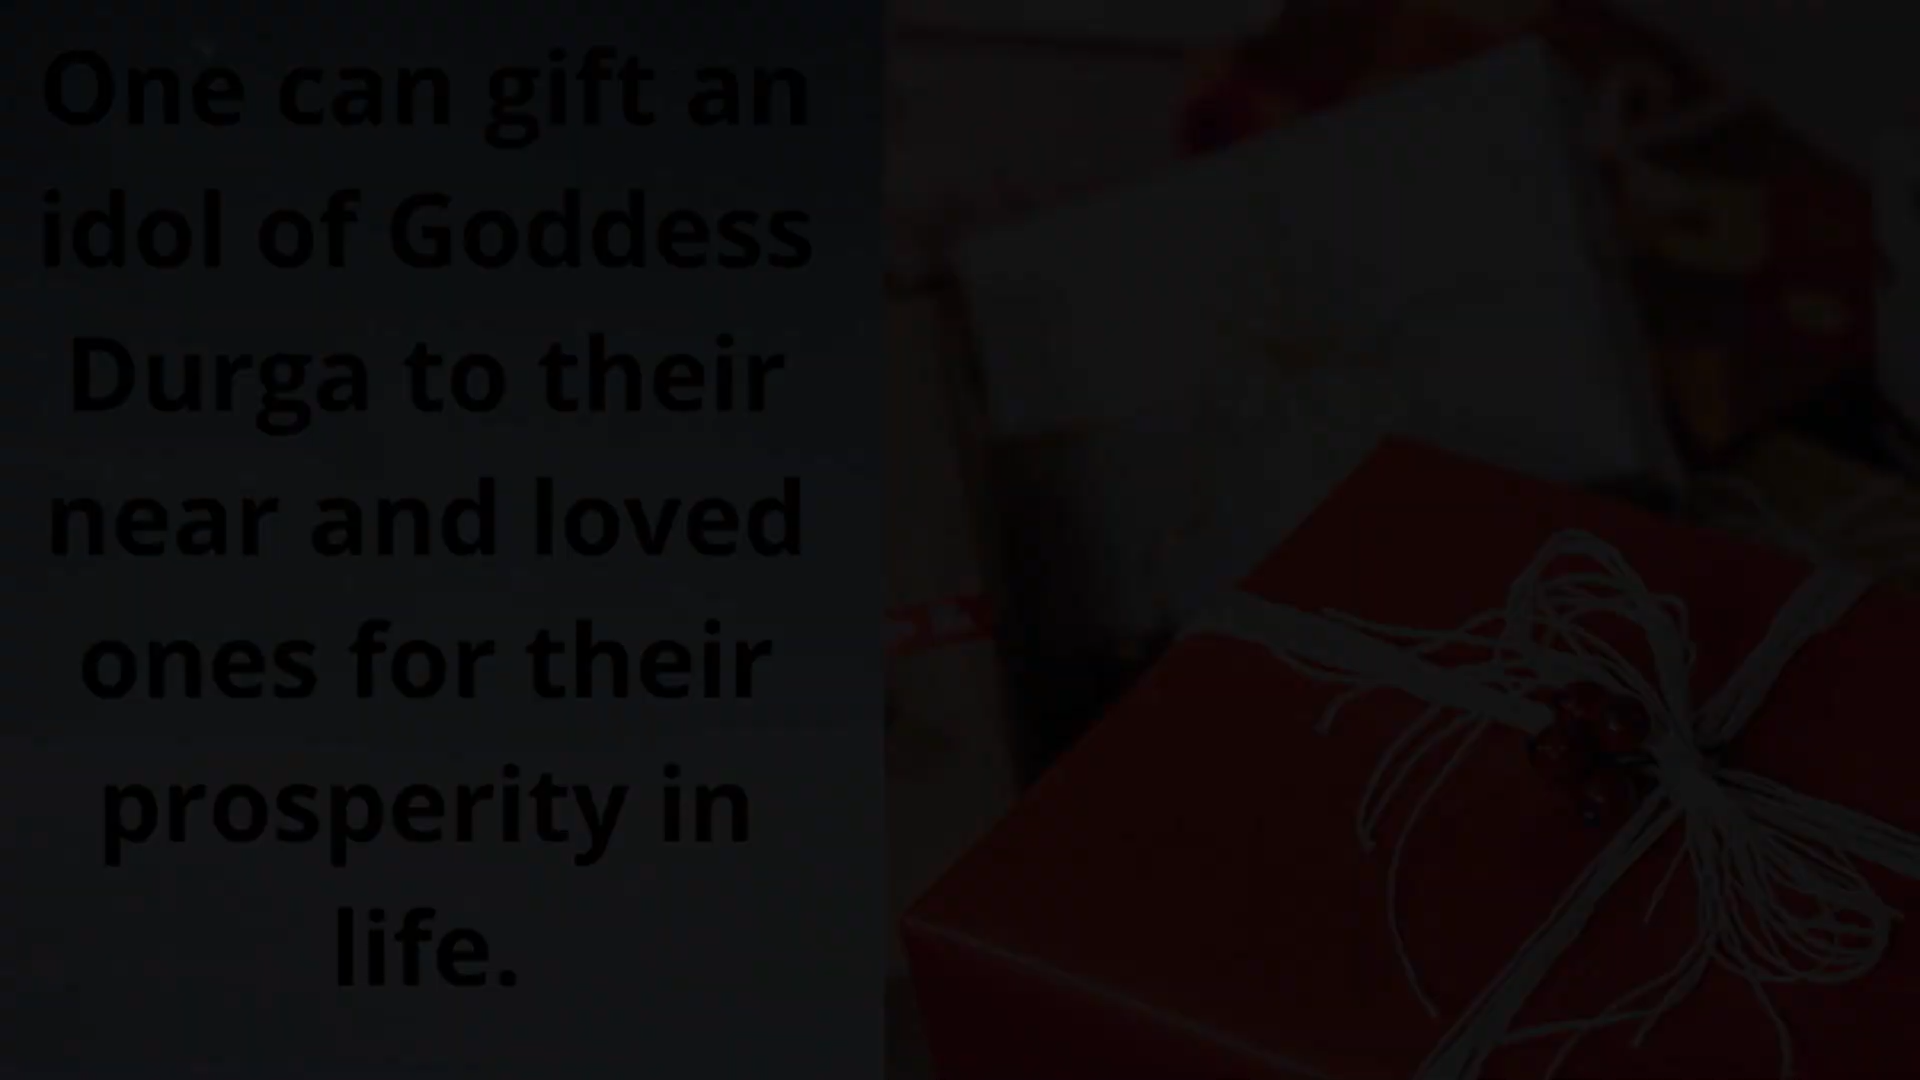 One can gift an
idol of Goddess
Durga to their
near and loved
ones for their
prosperity in
life.